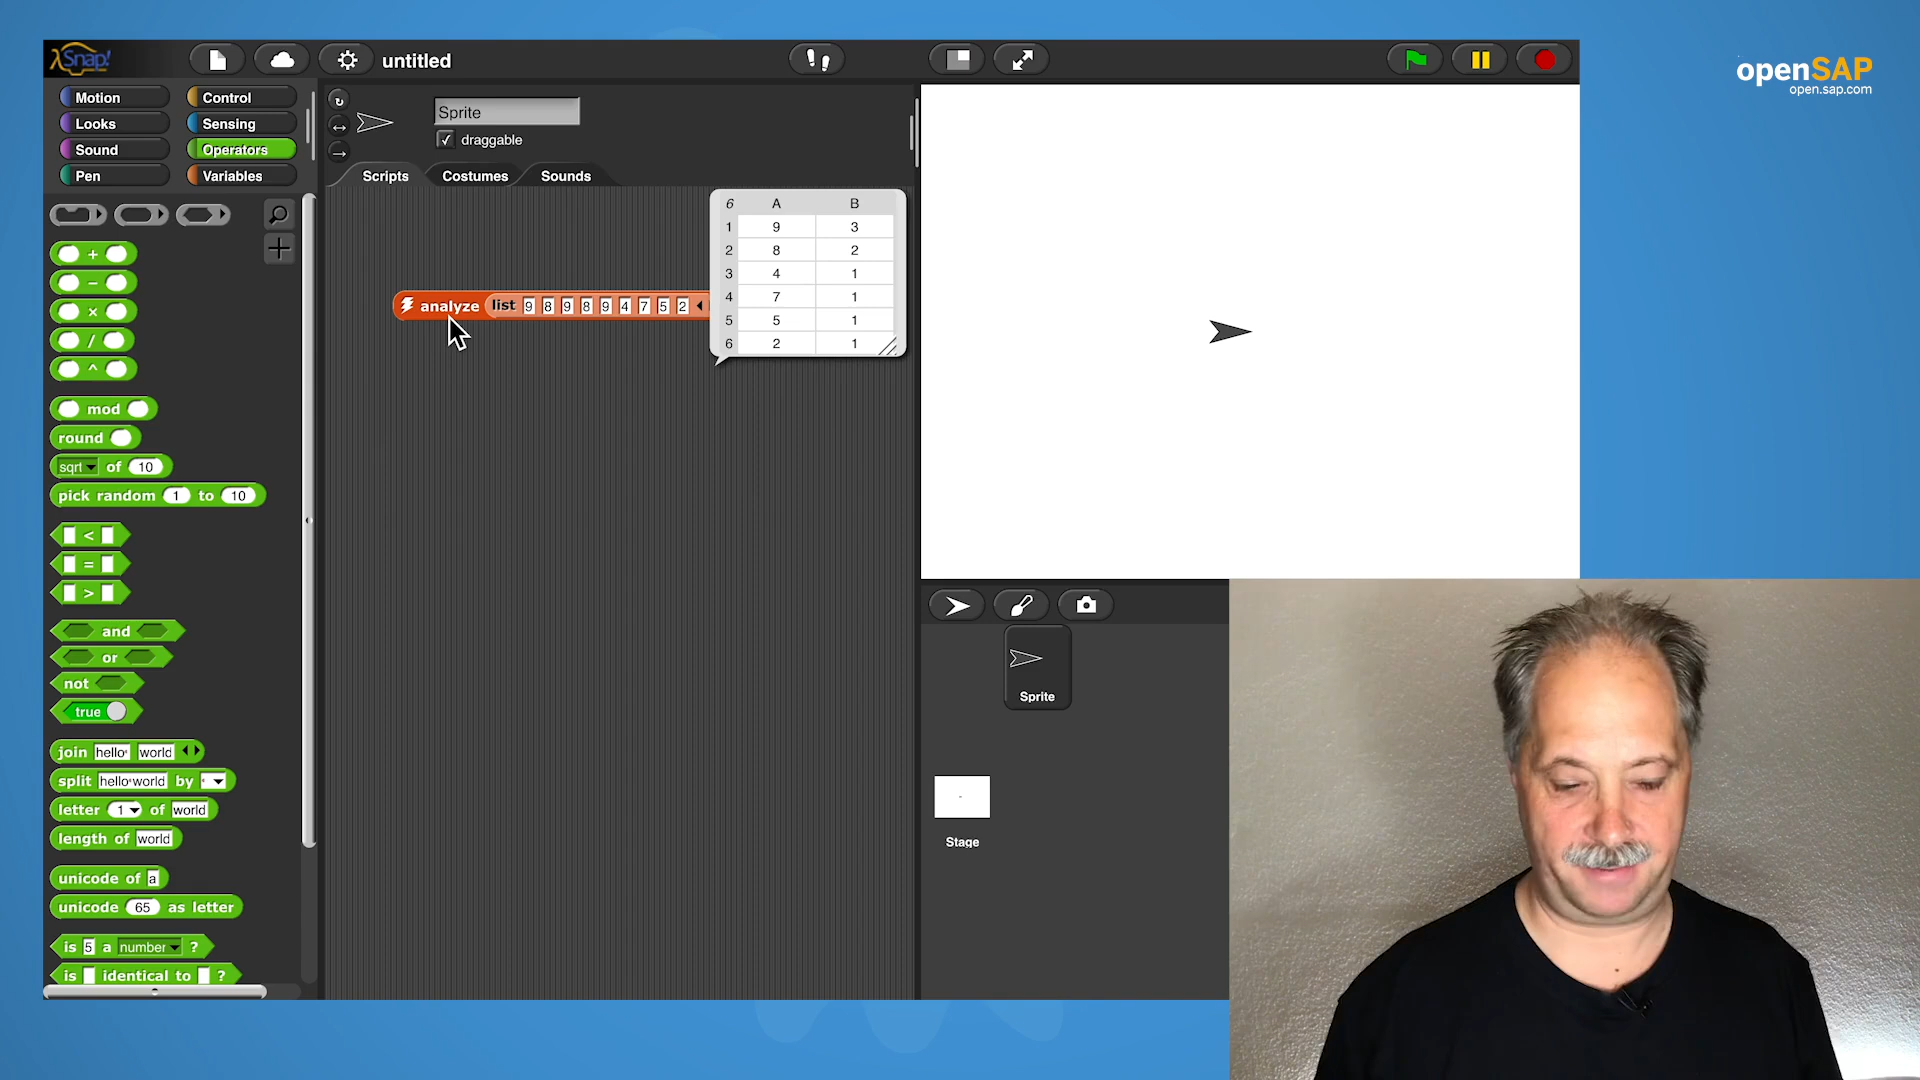 λSnap!
untitled
openSAP
open.sap.com
Motion
Control
Looks
Sensing
Sound
Operators
Pen
Variables
Sprite
draggable
Scripts
Costumes
Sounds
6 A B
1 9 3
2 8 2
3 4 1
4 7 1
5 5 1
6 2 1
analyze list 9 8 9 8 9 4 7 5 2
+
−
×
/
^
mod
round
sqrt of 10
pick random 1 to 10
<
=
>
and
or
not
true
join hello world
split hello world by
letter 1 of world
length of world
unicode of a
unicode 65 as letter
is 5 a number ?
is identical to ?
Sprite
Stage